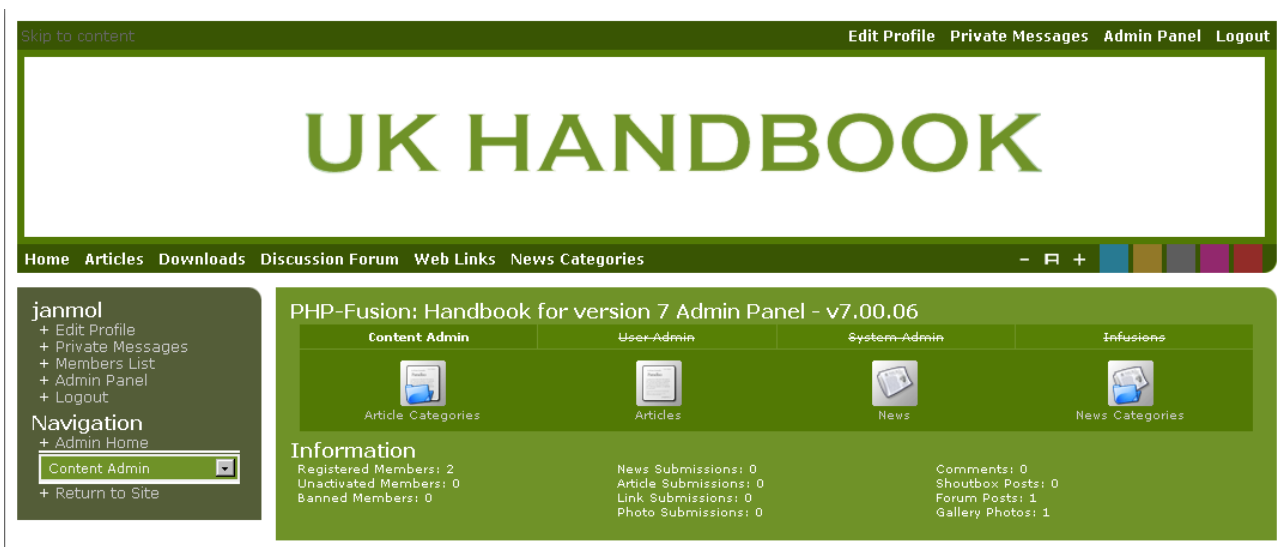 Skip to content
Edit Profile Private Messages Admin Panel Logout
UK HANDBOOK
Home Articles Downloads Discussion Forum Web Links News Categories
- A +
janmol
+ Edit Profile
+ Private Messages
+ Members List
+ Admin Panel
+ Logout
Navigation
+ Admin Home
Content Admin
+ Return to Site
PHP-Fusion: Handbook for version 7 Admin Panel - v7.00.06
Content Admin User Admin System Admin Infusions
Article Categories Articles News News Categories
Information
Registered Members: 2
Unactivated Members: 0
Banned Members: 0
News Submissions: 0
Article Submissions: 0
Link Submissions: 0
Photo Submissions: 0
Comments: 0
Shoutbox Posts: 0
Forum Posts: 1
Gallery Photos: 1